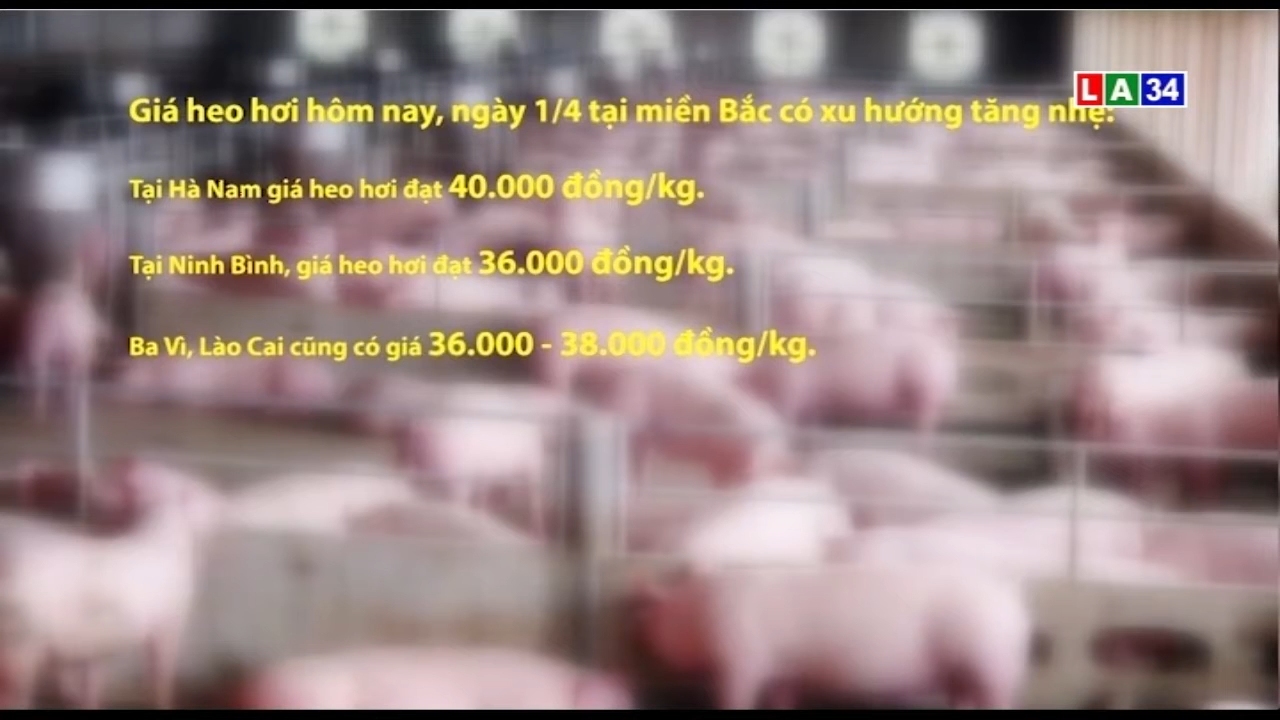 Giá heo hơi hôm nay, ngày 1/4 tại miền Bắc có xu hướng tăng nhẹ:
LA34
Tại Hà Nam giá heo hơi đạt 40.000 đồng/kg.
Tại Ninh Bình, giá heo hơi đạt 36.000 đồng/kg.
Ba Vì, Lào Cai cũng có giá 36.000 - 38.000 đồng/kg.